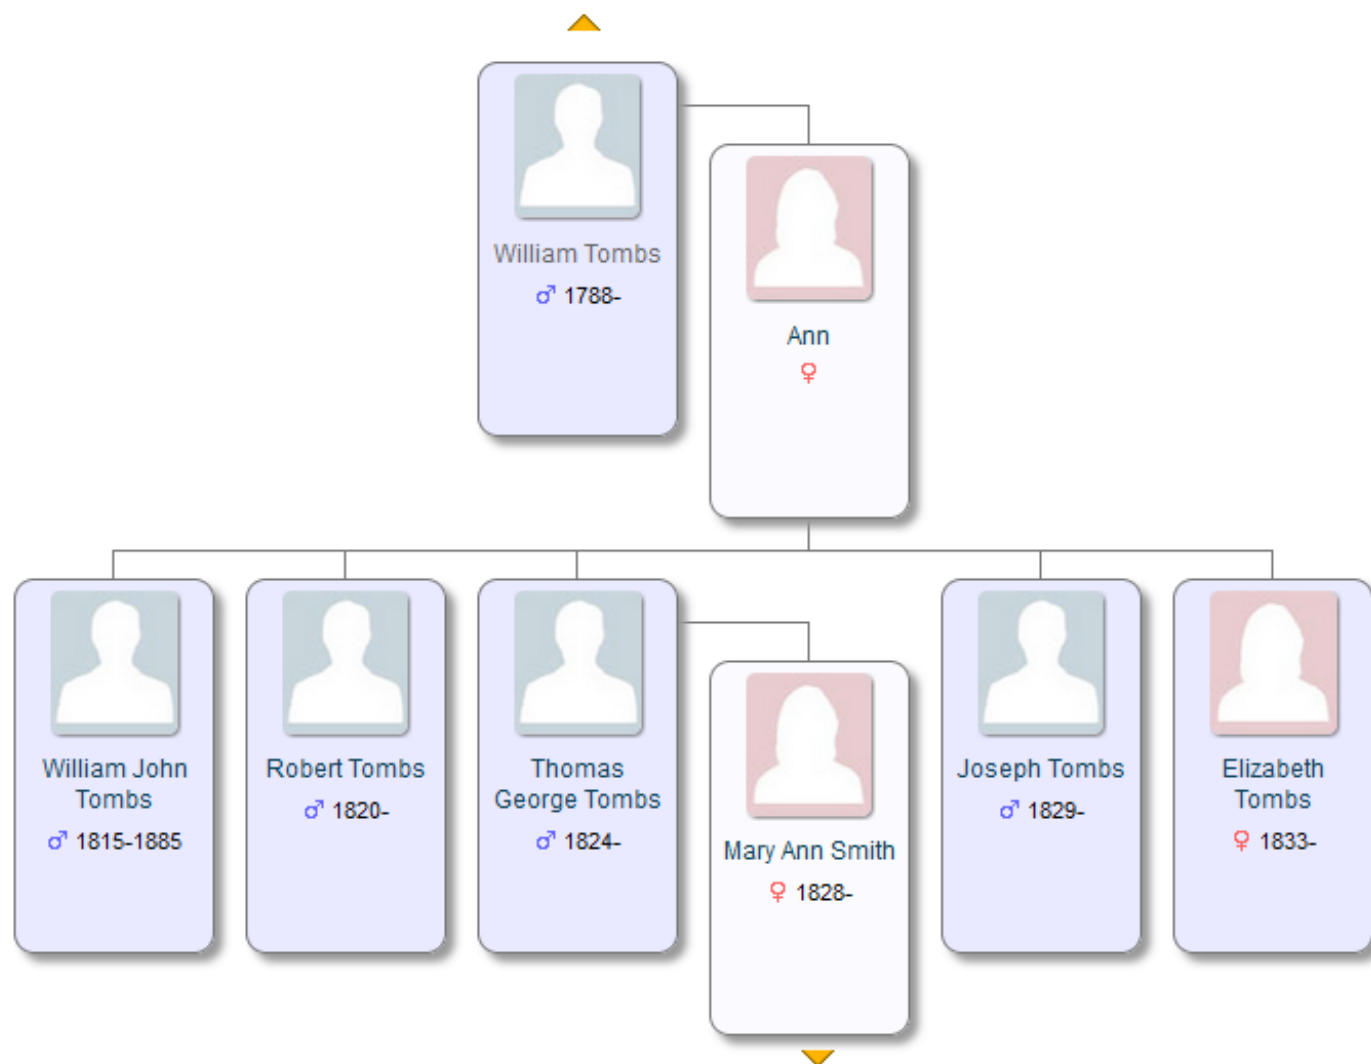 William Tombs
♂ 1788-
Ann
♀
William John
Tombs
♂ 1815-1885
Robert Tombs
♂ 1820-
Thomas
George Tombs
♂ 1824-
Mary Ann Smith
♀ 1828-
Joseph Tombs
♂ 1829-
Elizabeth
Tombs
♀ 1833-